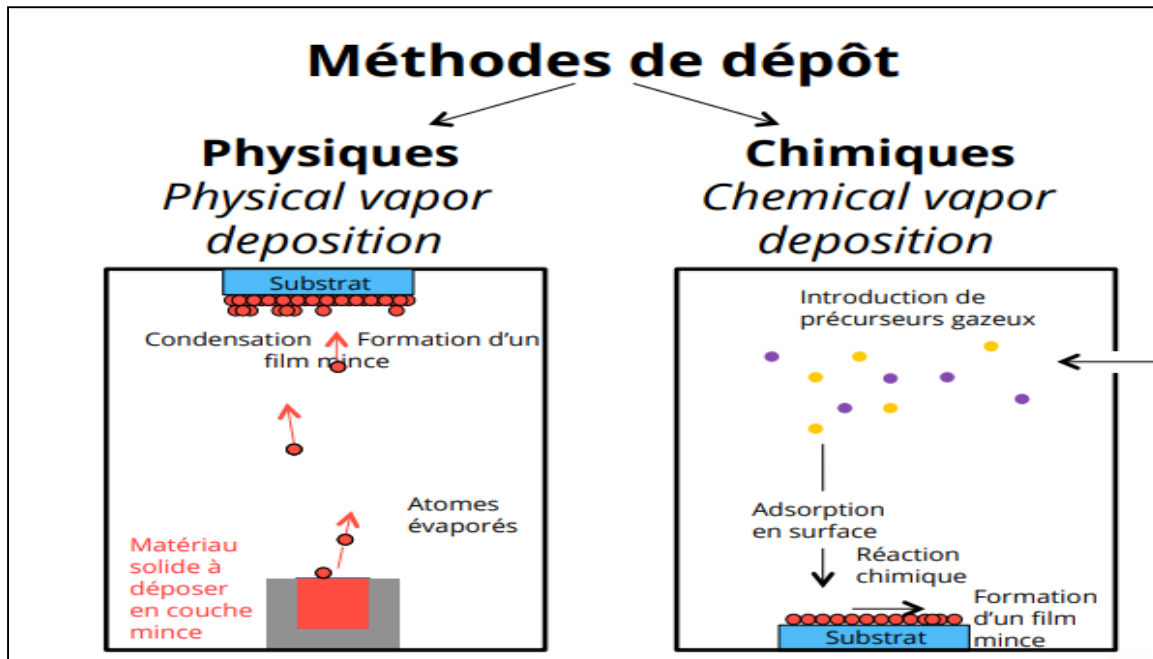 Méthodes de dépôt
Physiques
Physical vapor
deposition
Substrat
Condensation Formation d'un
film mince
Atomes
évaporés
Matériau
solide à
déposer
en couche
mince
Chimiques
Chemical vapor
deposition
Introduction de
précurseurs gazeux
Adsorption
en surface
Réaction
chimique
Formation
d'un film
mince
Substrat